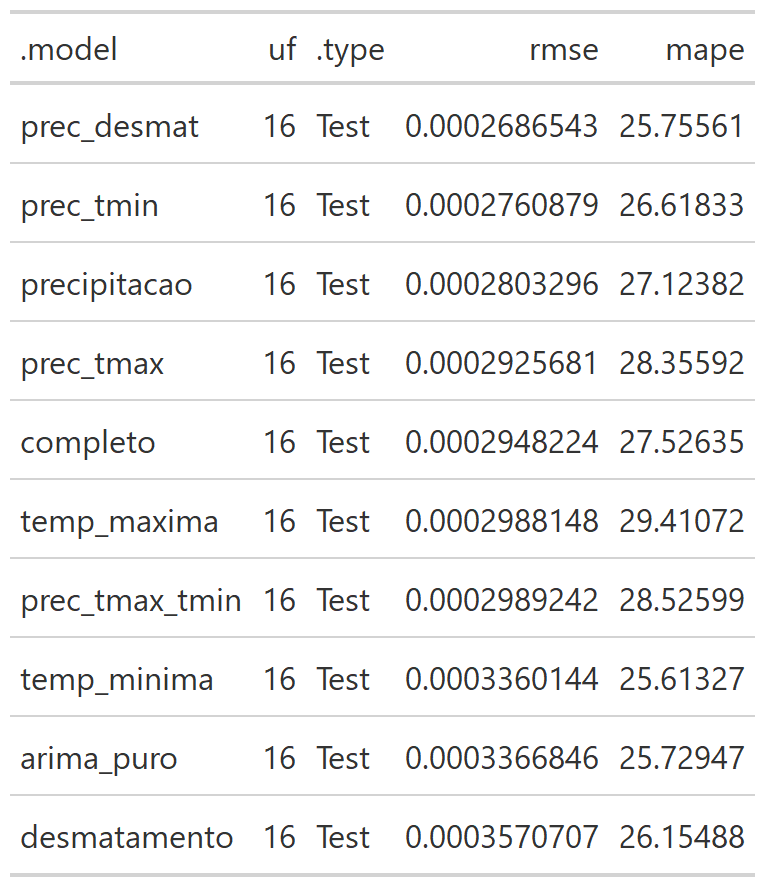 .model uf .type rmse mape
prec_desmat 16 Test 0.0002686543 25.75561
prec_tmin 16 Test 0.0002760879 26.61833
precipitacao 16 Test 0.0002803296 27.12382
prec_tmax 16 Test 0.0002925681 28.35592
completo 16 Test 0.0002948224 27.52635
temp_maxima 16 Test 0.0002988148 29.41072
prec_tmax_tmin 16 Test 0.0002989242 28.52599
temp_minima 16 Test 0.0003360144 25.61327
arima_puro 16 Test 0.0003366846 25.72947
desmatamento 16 Test 0.0003570707 26.15488